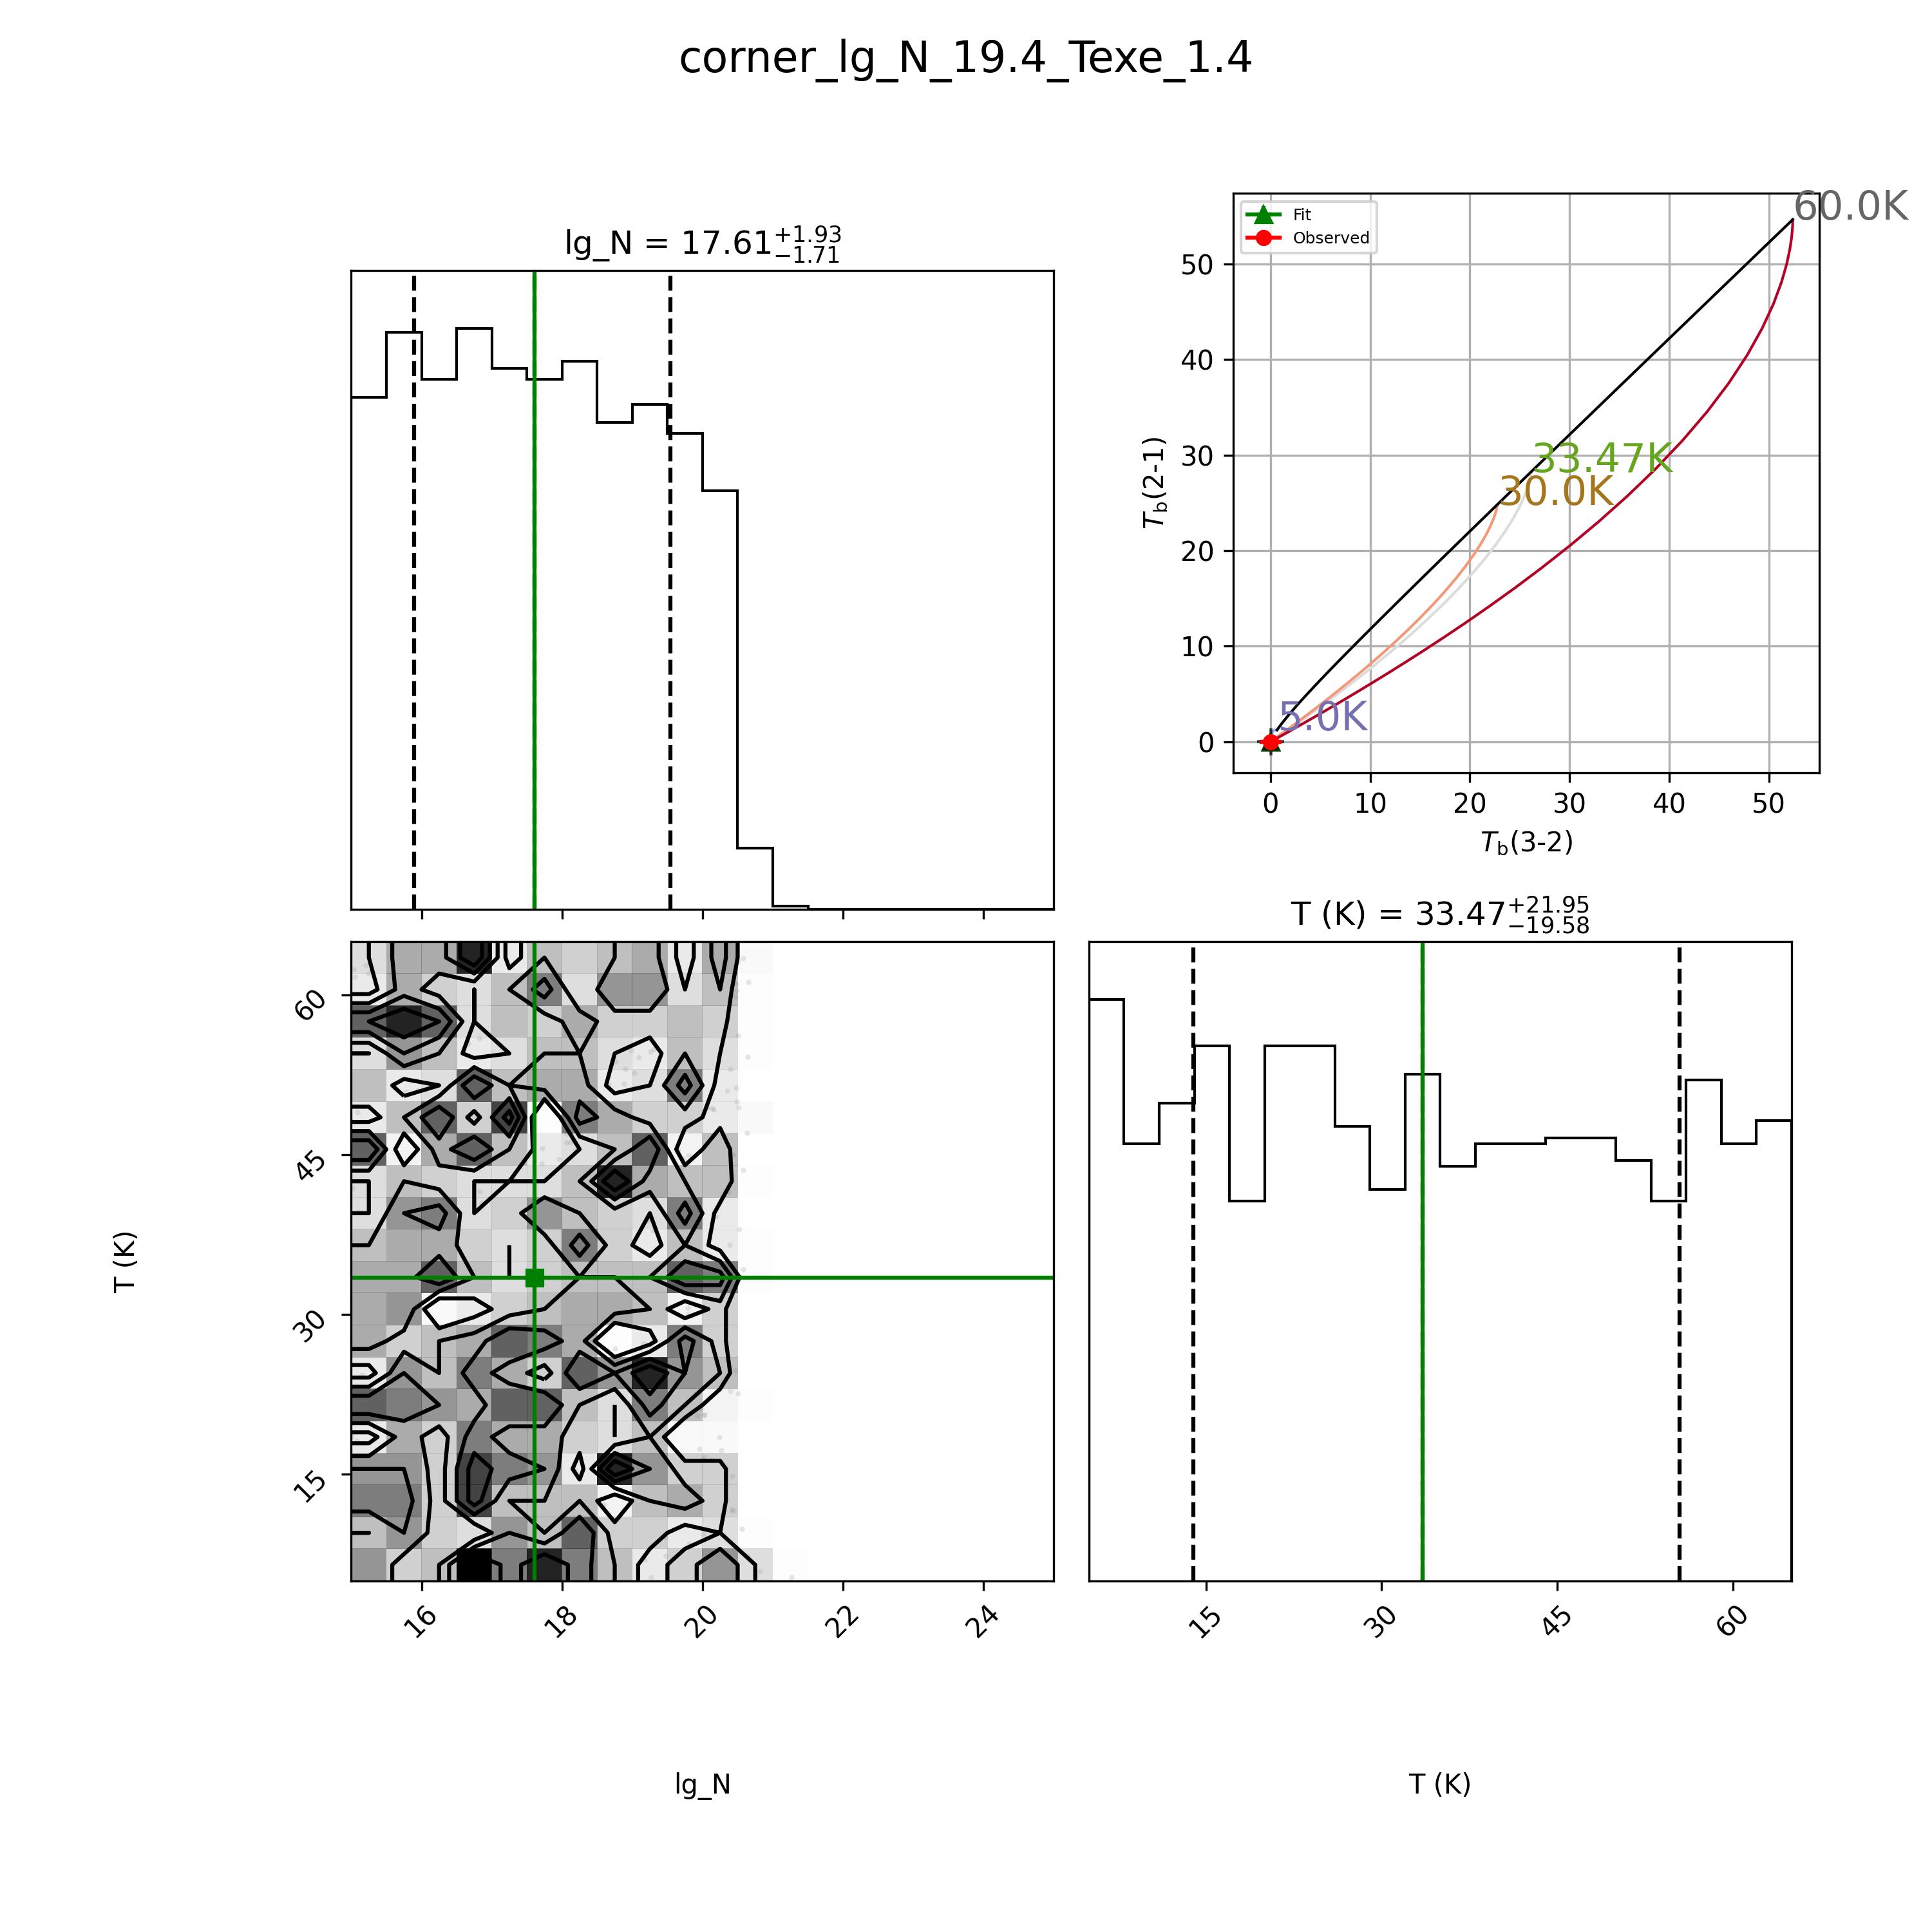 corner_lg_N_19.4_Texe_1.4
lg_N = 17.61+1.93 −1.71
60.0K
Fit
Observed
50
40
30
20
10
0
33.47K
30.0K
5.0K
Tb(2-1)
0 10 20 30 40 50
Tb(3-2)
T (K) = 33.47+21.95 −19.58
60
45
30
15
T (K)
16 18 20 22 24
lg_N
15 30 45 60
T (K)